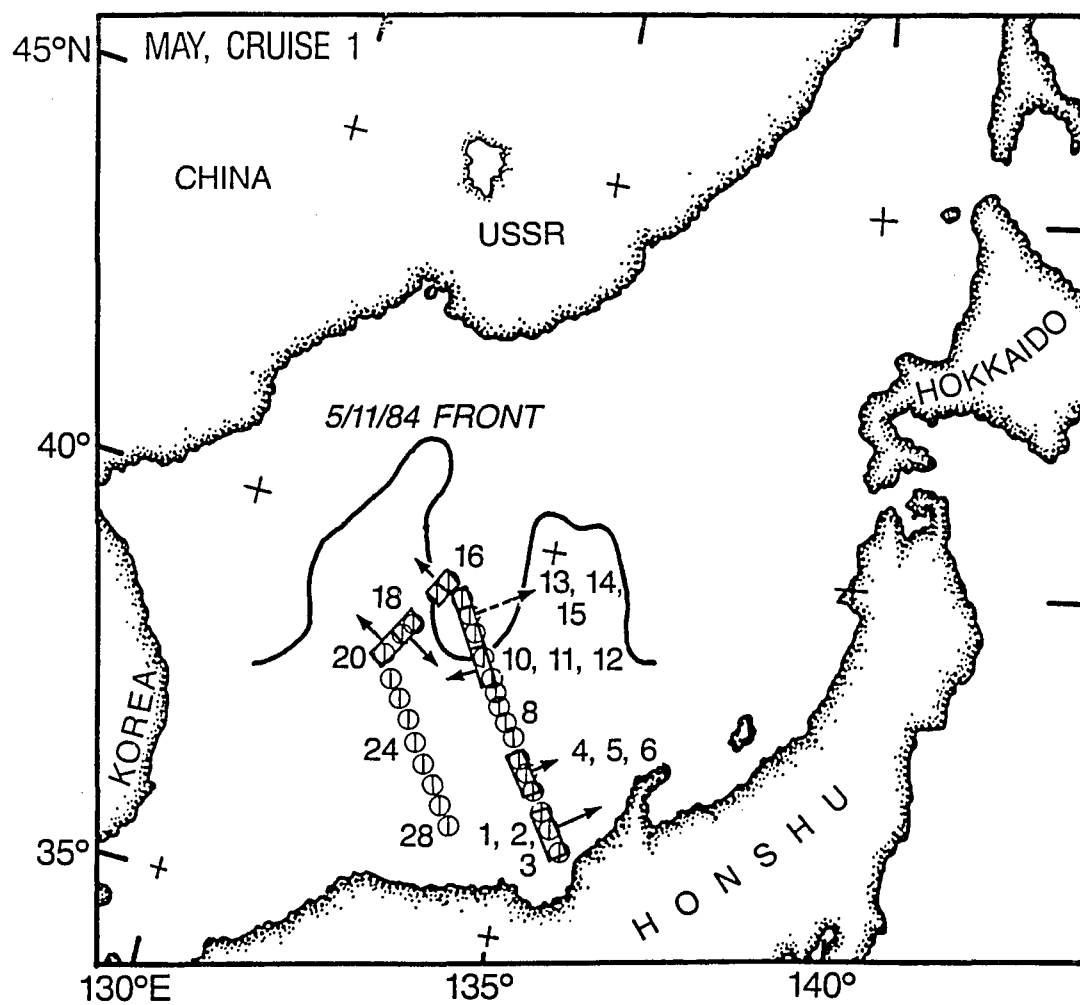 45°N
MAY, CRUISE 1
CHINA
USSR
HOKKAIDO
5/11/84 FRONT
40°
16
13, 14,
15
18
20
10, 11, 12
KOREA
8
24
4, 5, 6
28
1, 2,
3
HONSHU
35°
130°E
135°
140°